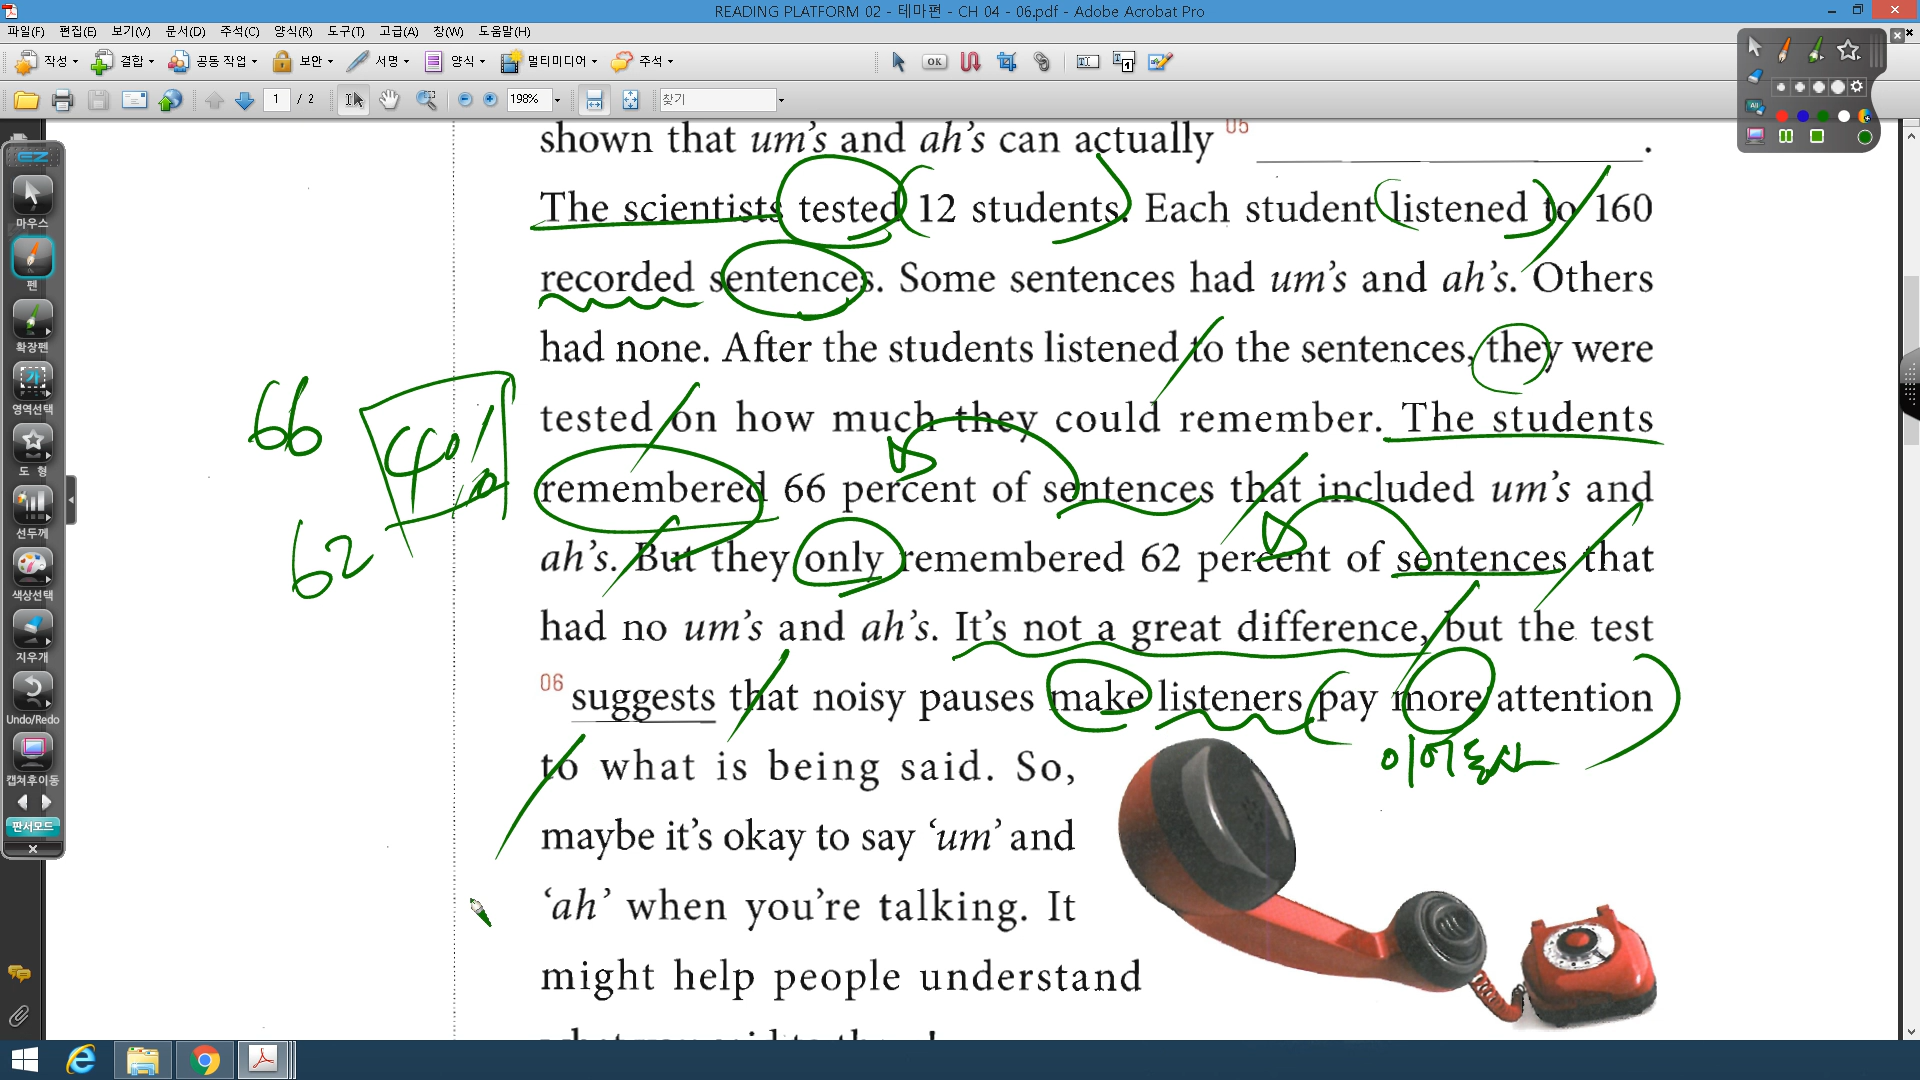 READING PLATFORM 02 - 테마편 - CH 04 - 06.pdf - Adobe Acrobat Pro
파일(F) 편집(E) 보기(V) 문서(D) 주석(C) 양식(R) 도구(T) 고급(A) 창(W) 도움말(H)
작성 결합 공동 작업 보안 서명 양식 멀티미디어 주석 OK
1 / 2 198% 찾기
EZ
마우스
펜
확장펜
영역선택
도 형
선두께
색상선택
지우개
Undo/Redo
캡쳐후이동
판서모드
shown that um's and ah's can actually 05 ____.
The scientists tested 12 students. Each student listened to 160
recorded sentences. Some sentences had um's and ah's. Others
had none. After the students listened to the sentences, they were
tested on how much they could remember. The students
remembered 66 percent of sentences that included um's and
ah's. But they only remembered 62 percent of sentences that
had no um's and ah's. It's not a great difference, but the test
06 suggests that noisy pauses make listeners pay more attention
to what is being said. So,
maybe it's okay to say 'um' and
'ah' when you're talking. It
might help people understand
66
4%
62
이어동사